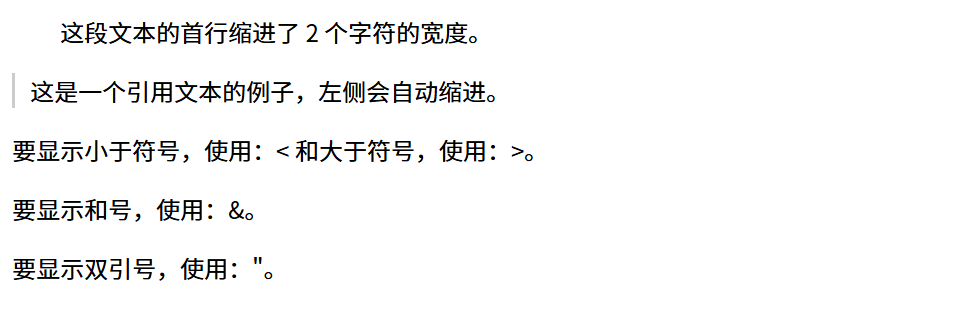 这段文本的首行缩进了 2 个字符的宽度。
这是一个引用文本的例子，左侧会自动缩进。
要显示小于符号，使用：< 和大于符号，使用：>。
要显示和号，使用：&。
要显示双引号，使用："。